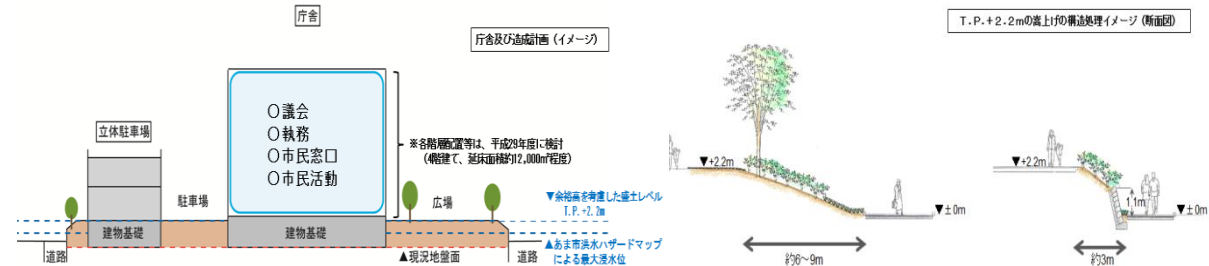 庁舎
庁舎及び造成計画(イメージ)
○議会
○執務
○市民窓口
○市民活動
※各階層配置等は、平成29年度に検討
(4階建て、延床面積約12,000㎡程度)
立体駐車場
駐車場
広場
▼余裕高を考慮した盛土レベル
T.P.+2.2m
建物基礎
建物基礎
道路
▲現況地盤面
道路
▲あま市洪水ハザードマップ
による最大浸水位
T.P.+2.2mの嵩上げの構造処理イメージ(断面図)
▼+2.2m
▼±0m
約6~9m
▼+2.2m
1.1m
▼±0m
約3m